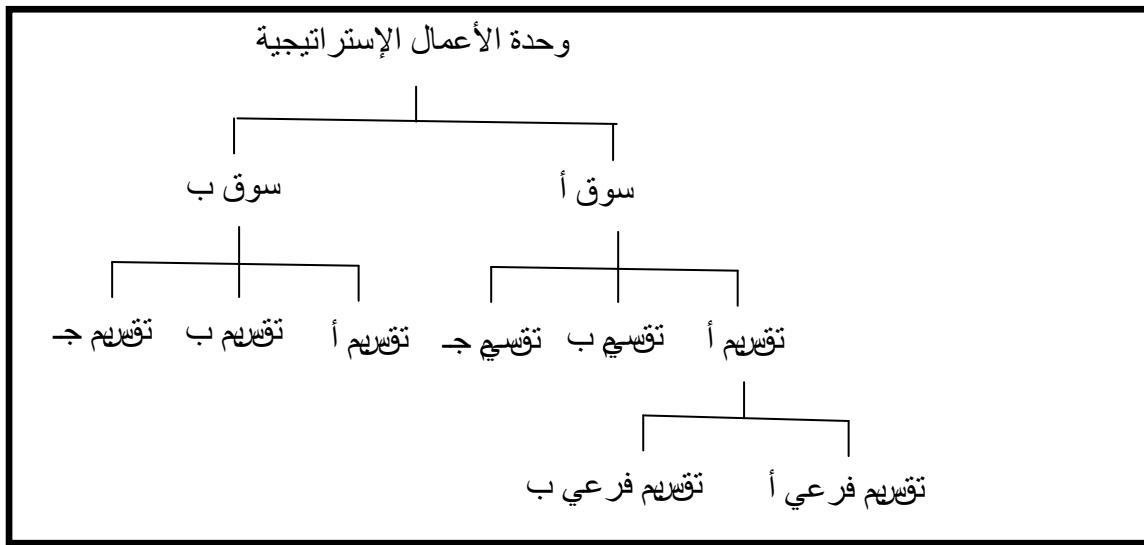 وحدة الأعمال الإستراتيجية
سوق أ سوق ب
تقسيم أ تقسيم ب تقسيم جـ تقسيم أ تقسيم ب تقسيم جـ
تقسيم فرعي أ تقسيم فرعي ب